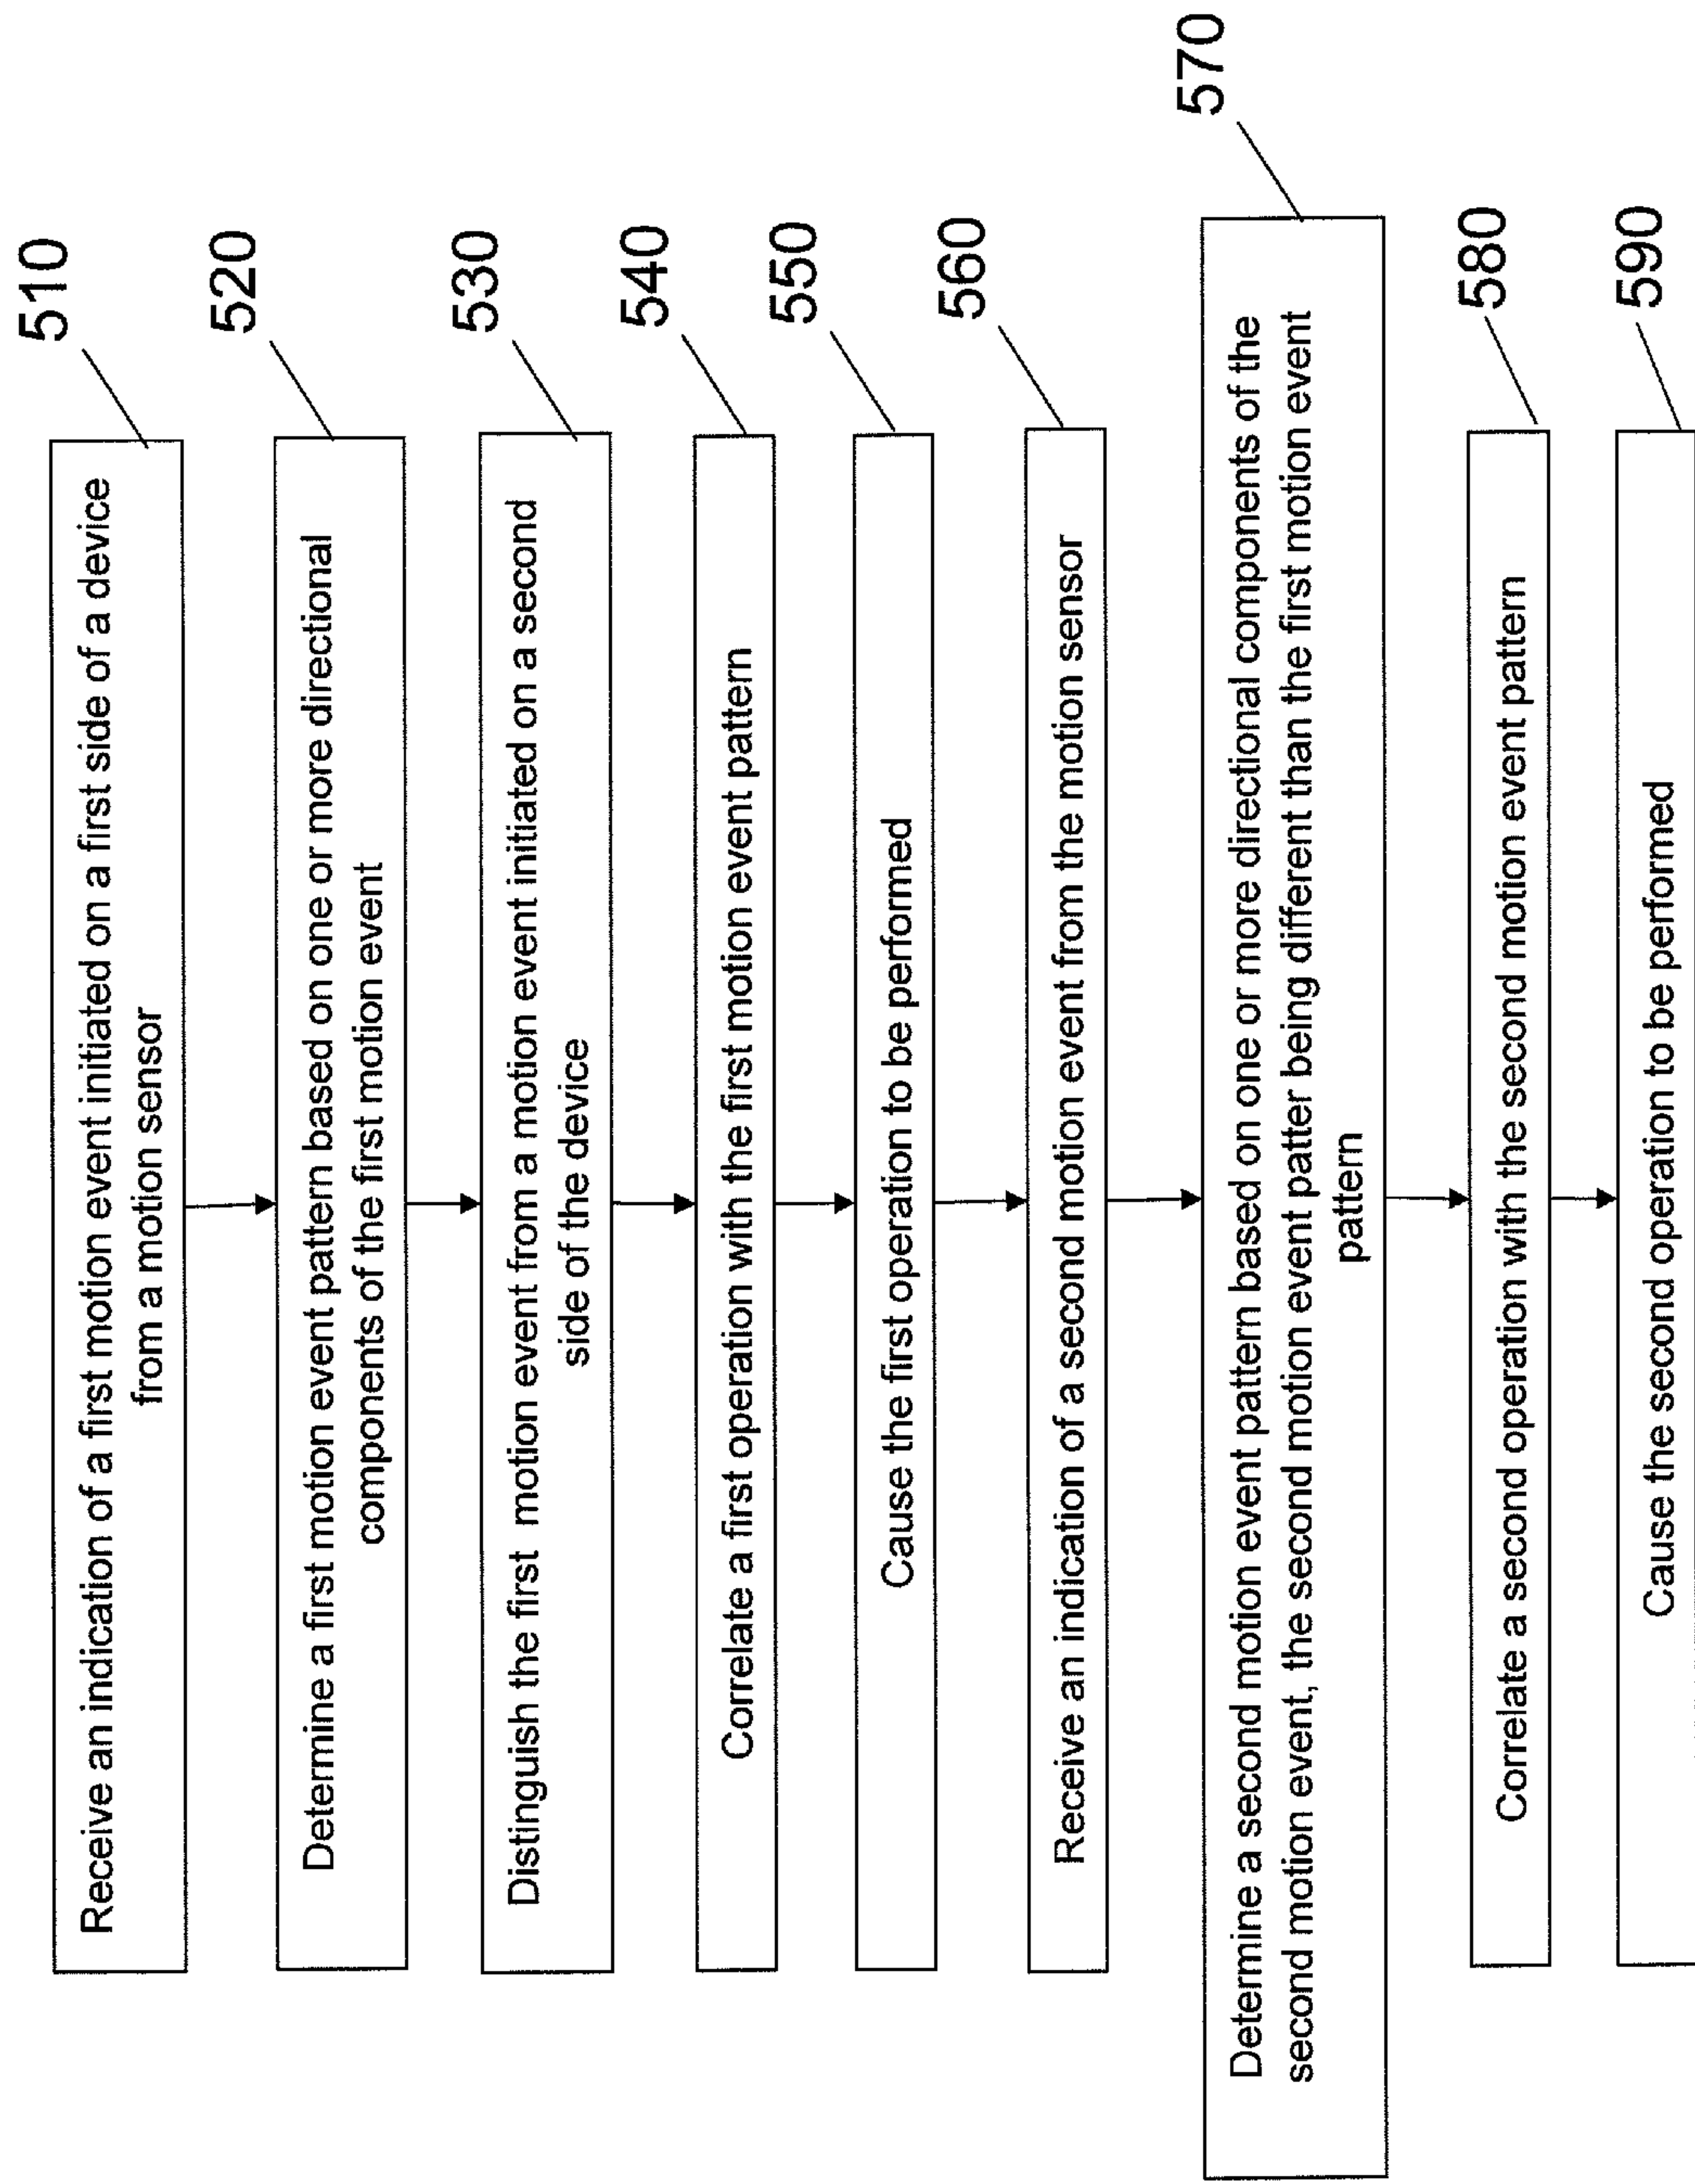 510
Receive an indication of a first motion event initiated on a first side of a device
from a motion sensor
520
Determine a first motion event pattern based on one or more directional
components of the first motion event
530
Distinguish the first motion event from a motion event initiated on a second
side of the device
540
Correlate a first operation with the first motion event pattern
550
Cause the first operation to be performed
560
Receive an indication of a second motion event from the motion sensor
570
Determine a second motion event pattern based on one or more directional components of the
second motion event, the second motion event patter being different than the first motion event
pattern
580
Correlate a second operation with the second motion event pattern
590
Cause the second operation to be performed